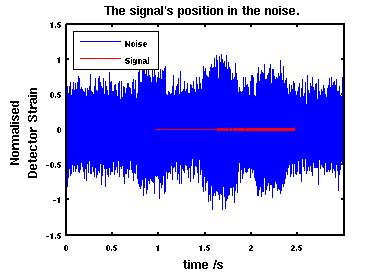 The signal's position in the noise.
1.5
Noise
Signal
1
0.5
0
-0.5
-1
-1.5
Normalised
Detector Strain
0 0.5 1 1.5 2 2.5
time /s